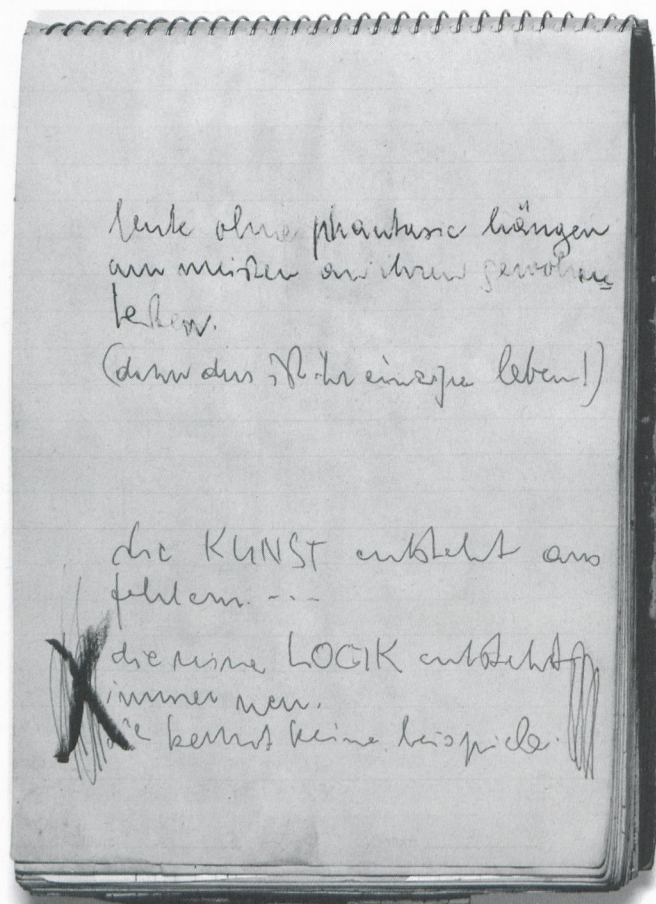 leute ohne phantasie hängen
am meisten an ihrem gewohnten
leben.
(denn das ist ihr einziges leben!)
die KUNST entsteht aus
fehlern. ---
die reine LOGIK entsteht
immer neu.
sie kennt keine beispiele.